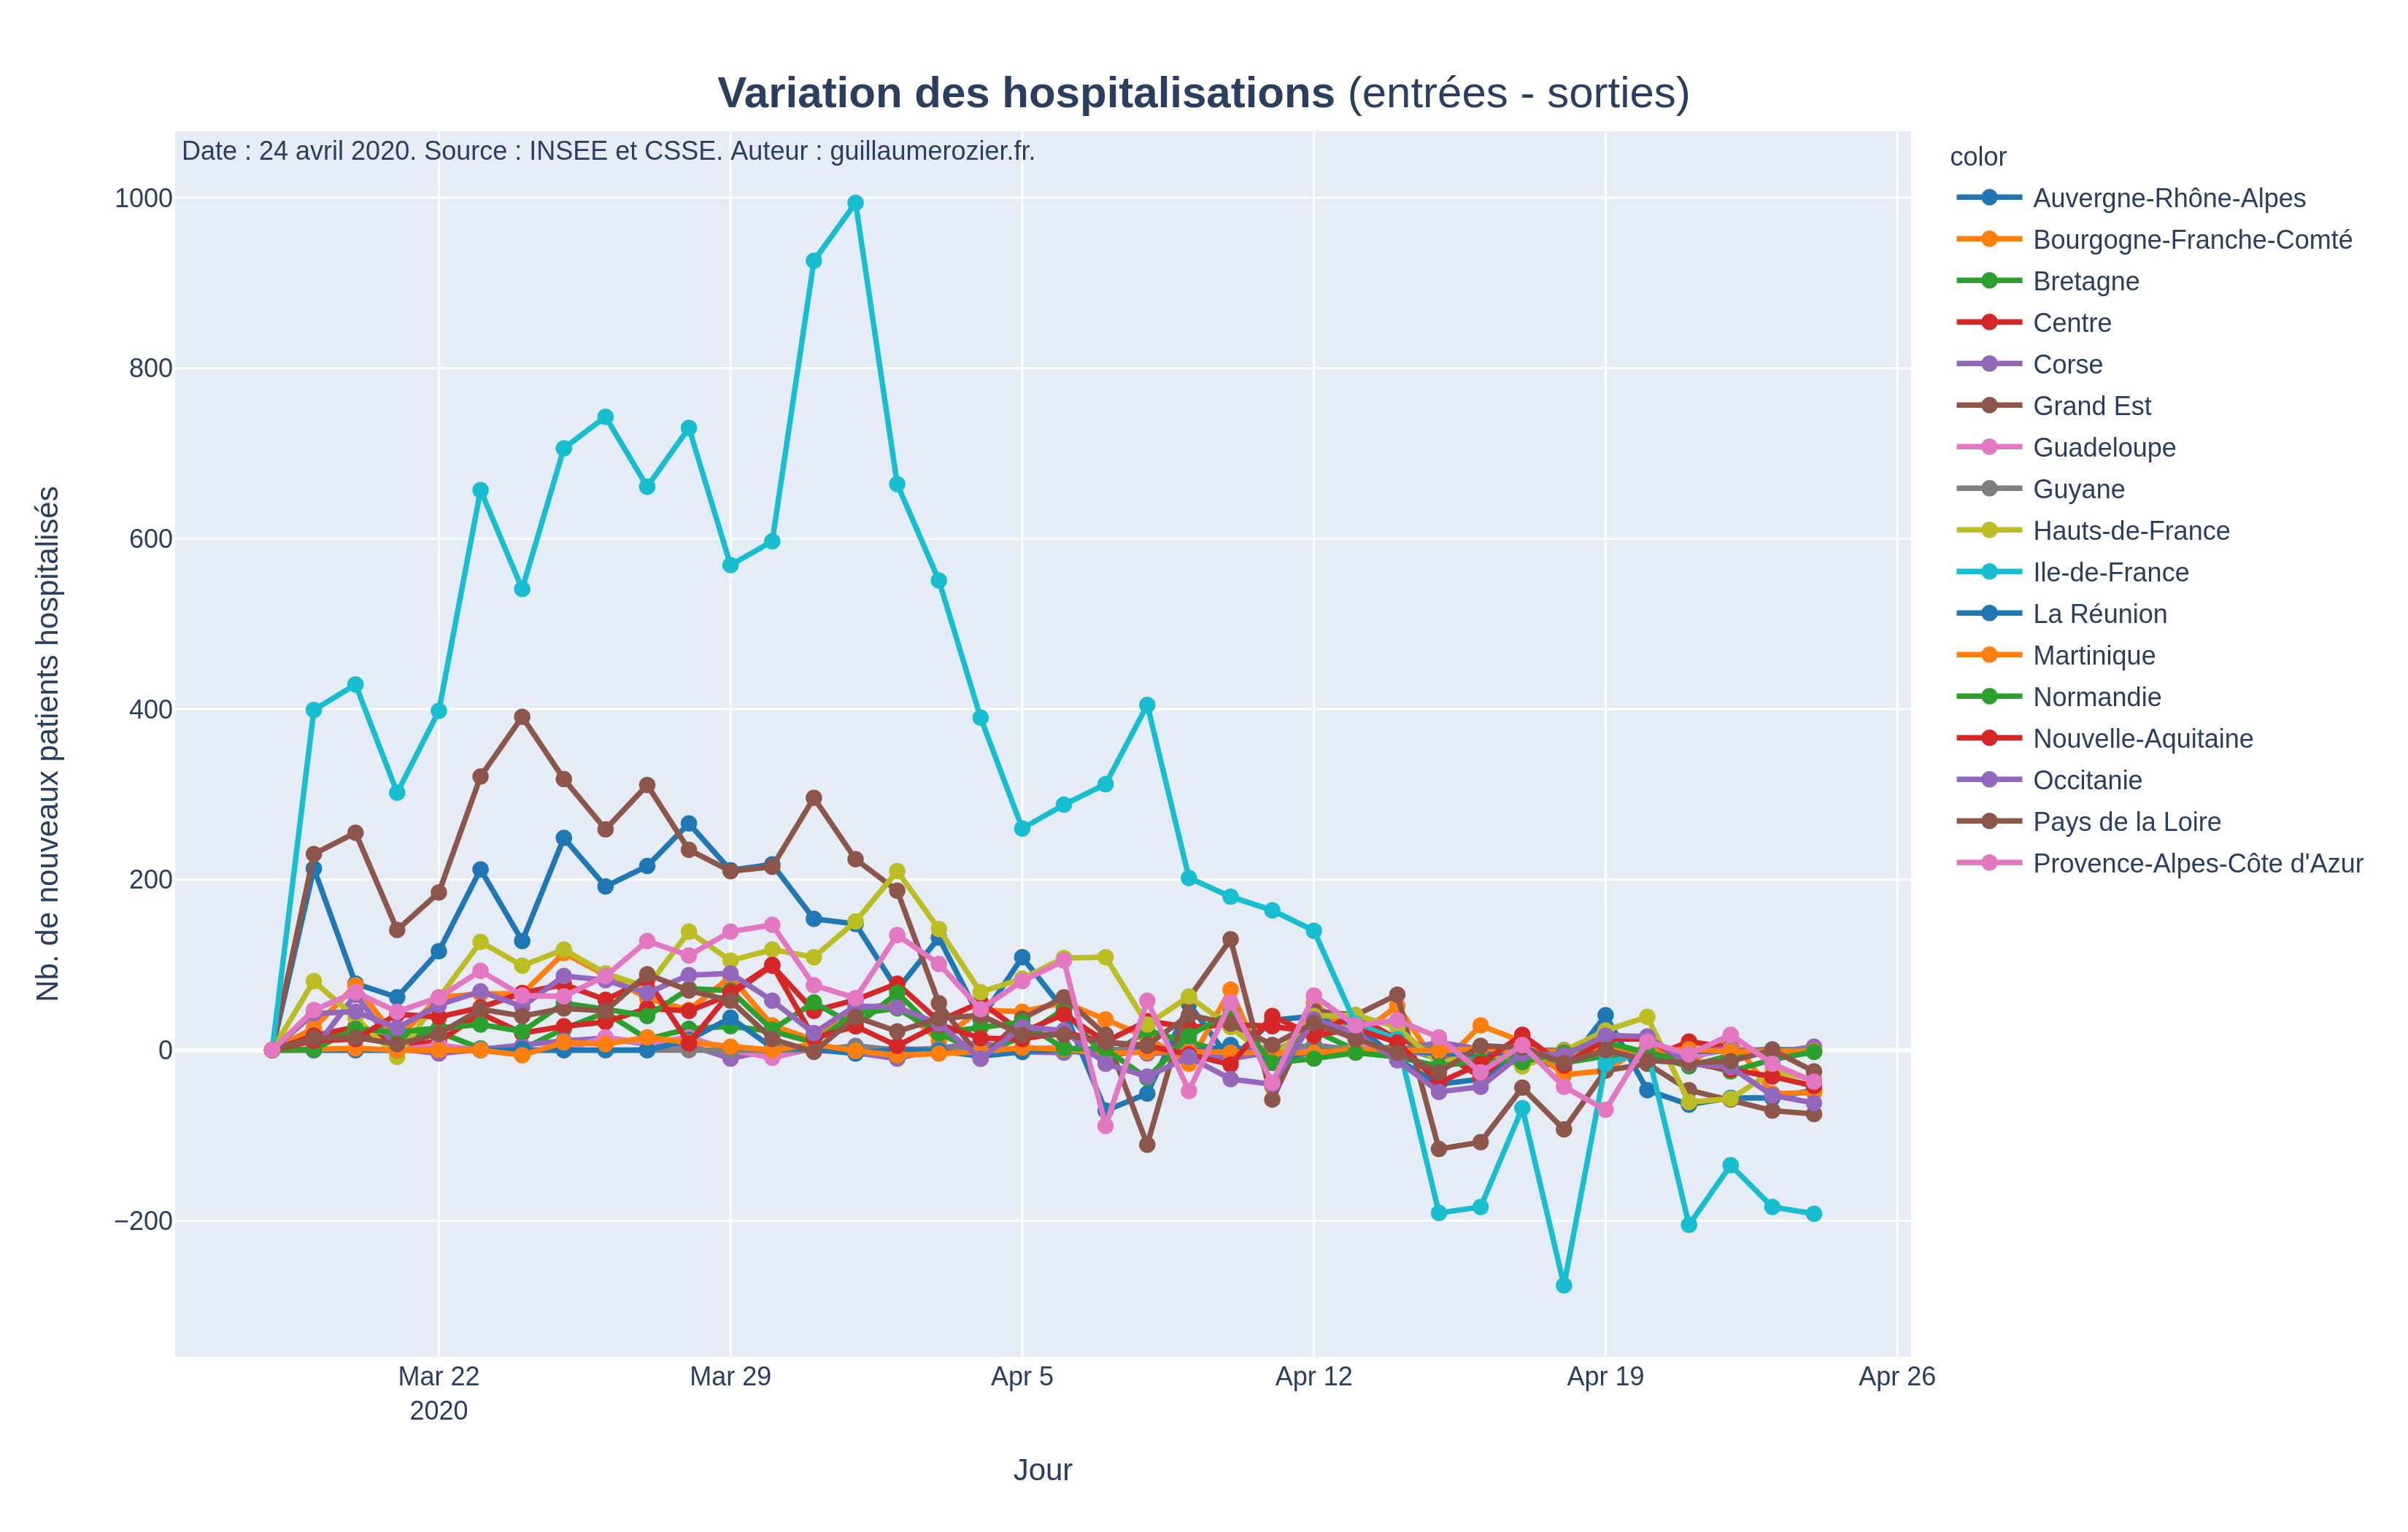 Variation des hospitalisations (entrées - sorties)
Date : 24 avril 2020. Source : INSEE et CSSE. Auteur : guillaumerozier.fr.
1000
800
600
400
200
0
−200
Nb. de nouveaux patients hospitalisés
Mar 22
2020
Mar 29
Apr 5
Apr 12
Apr 19
Apr 26
Jour
color
Auvergne-Rhône-Alpes
Bourgogne-Franche-Comté
Bretagne
Centre
Corse
Grand Est
Guadeloupe
Guyane
Hauts-de-France
Ile-de-France
La Réunion
Martinique
Normandie
Nouvelle-Aquitaine
Occitanie
Pays de la Loire
Provence-Alpes-Côte d'Azur